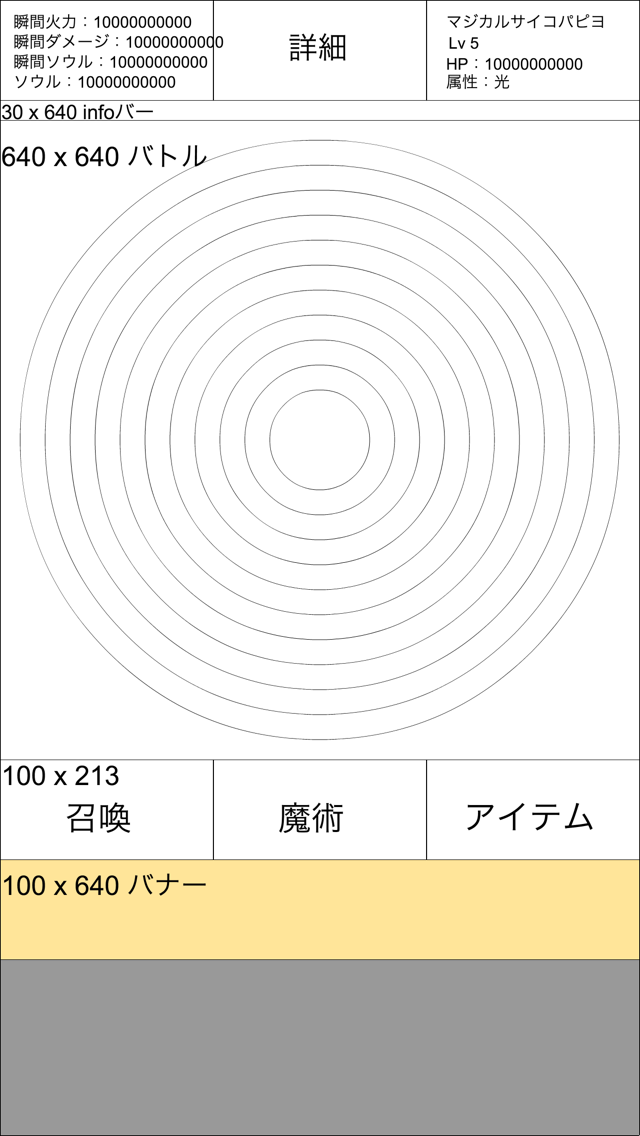 瞬間火力：10000000000
瞬間ダメージ：10000000000
瞬間ソウル：10000000000
ソウル：10000000000
詳細
マジカルサイコパピヨ
Lv 5
HP：10000000000
属性：光
30 x 640 infoバー
640 x 640 バトル
100 x 213
召喚
魔術
アイテム
100 x 640 バナー